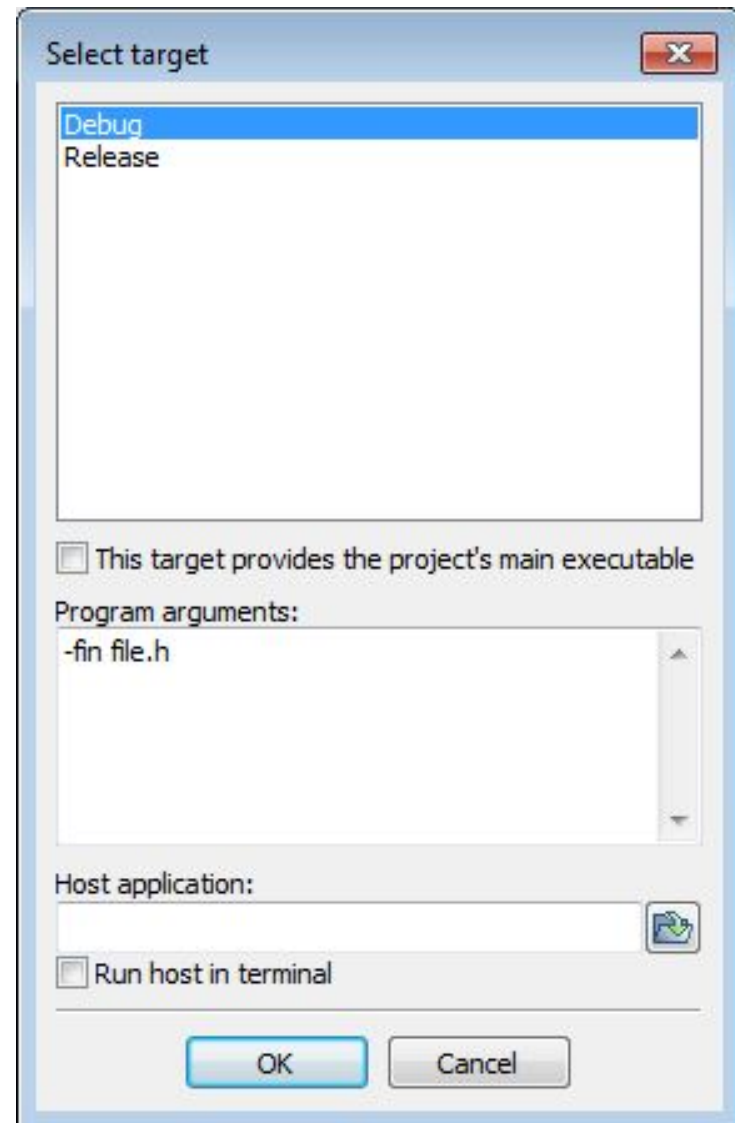 Select target
Debug
Release
This target provides the project's main executable
Program arguments:
-fin file.h
Host application:
Run host in terminal
OK
Cancel